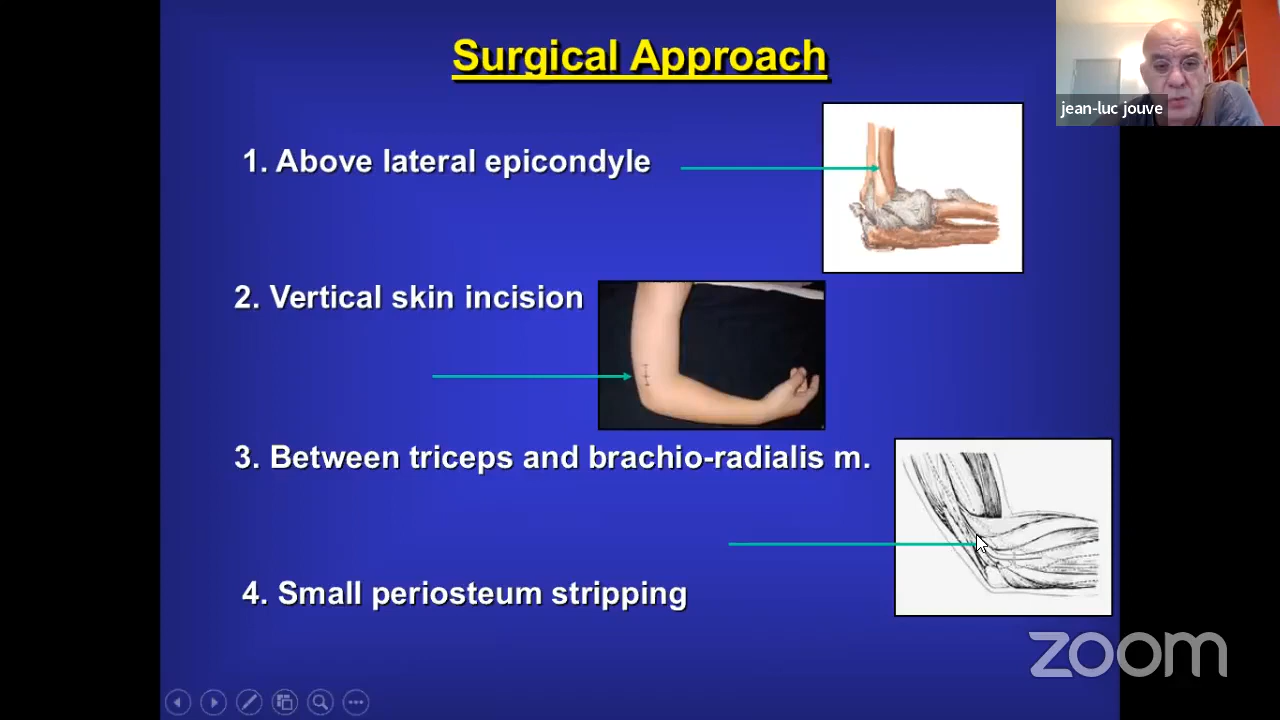 Surgical Approach
jean-luc jouve
1. Above lateral epicondyle
2. Vertical skin incision
3. Between triceps and brachio-radialis m.
4. Small periosteum stripping
zoom